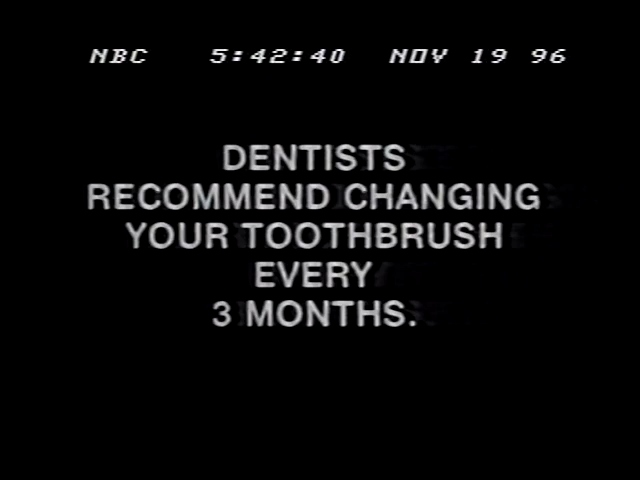 NBC 5:42:40 NOV 19 96
DENTISTS
RECOMMEND CHANGING
YOUR TOOTHBRUSH
EVERY
3 MONTHS.